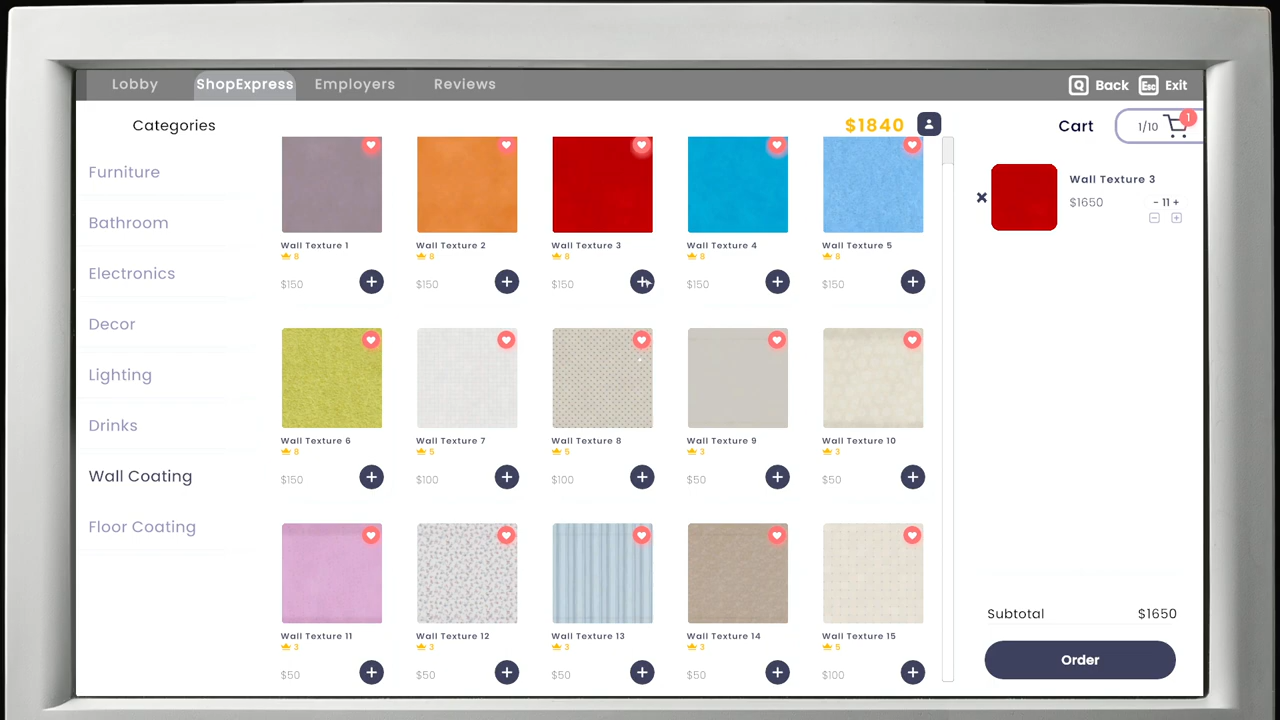 Lobby ShopExpress Employers Reviews Q Back Esc Exit
Categories $1840 Cart 1/10 1
Furniture
Bathroom
Electronics
Decor
Lighting
Drinks
Wall Coating
Floor Coating
Wall Texture 1 Wall Texture 2 Wall Texture 3 Wall Texture 4 Wall Texture 5
8 8 8 8 8
$150 $150 $150 $150 $150
Wall Texture 6 Wall Texture 7 Wall Texture 8 Wall Texture 9 Wall Texture 10
8 5 5 3 3
$150 $100 $100 $50 $50
Wall Texture 11 Wall Texture 12 Wall Texture 13 Wall Texture 14 Wall Texture 15
3 3 3 3 5
$50 $50 $50 $50 $100
Wall Texture 3
$1650 - 11 +
Subtotal $1650
Order